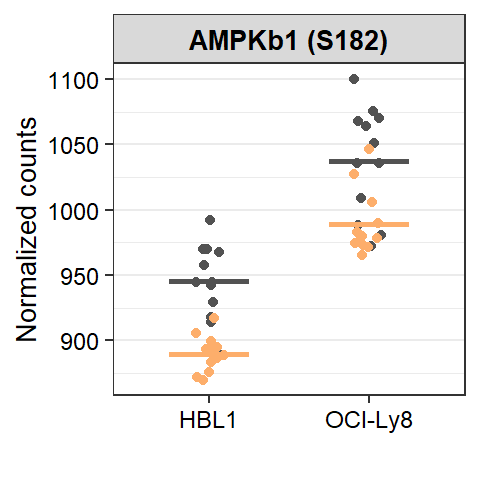 AMPKb1 (S182)
Normalized counts
1100
1050
1000
950
900
HBL1
OCI-Ly8